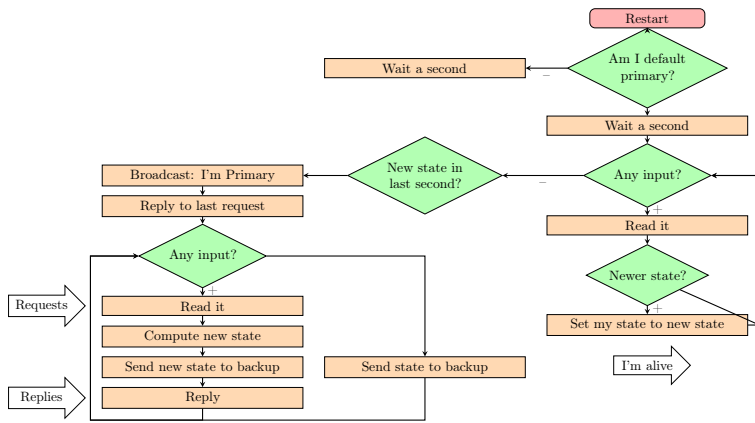 Restart
Am I default
primary?
Wait a second
–
Wait a second
Broadcast: I'm Primary
New state in
last second?
–
Any input?
+
Reply to last request
Read it
Any input?
+
Newer state?
+
Requests
Read it
Set my state to new state
Compute new state
Send new state to backup
Send state to backup
I'm alive
Replies
Reply